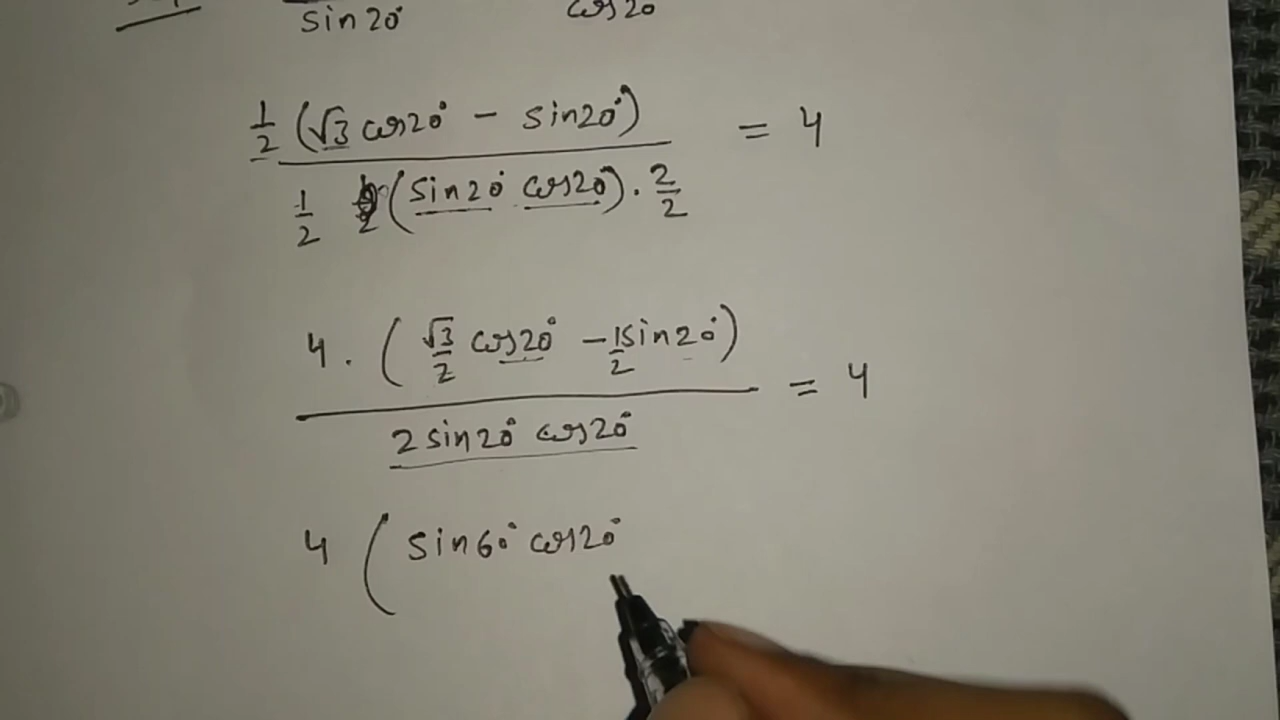 sin20° cos20
1/2 (√3 cos20° - sin20°) = 4
1/2 (sin20° cos20°) . 2/2
4 . (√3/2 cos20° - 1/2 sin20°) = 4
2 sin20° cos20°
4 ( sin60° cos20°